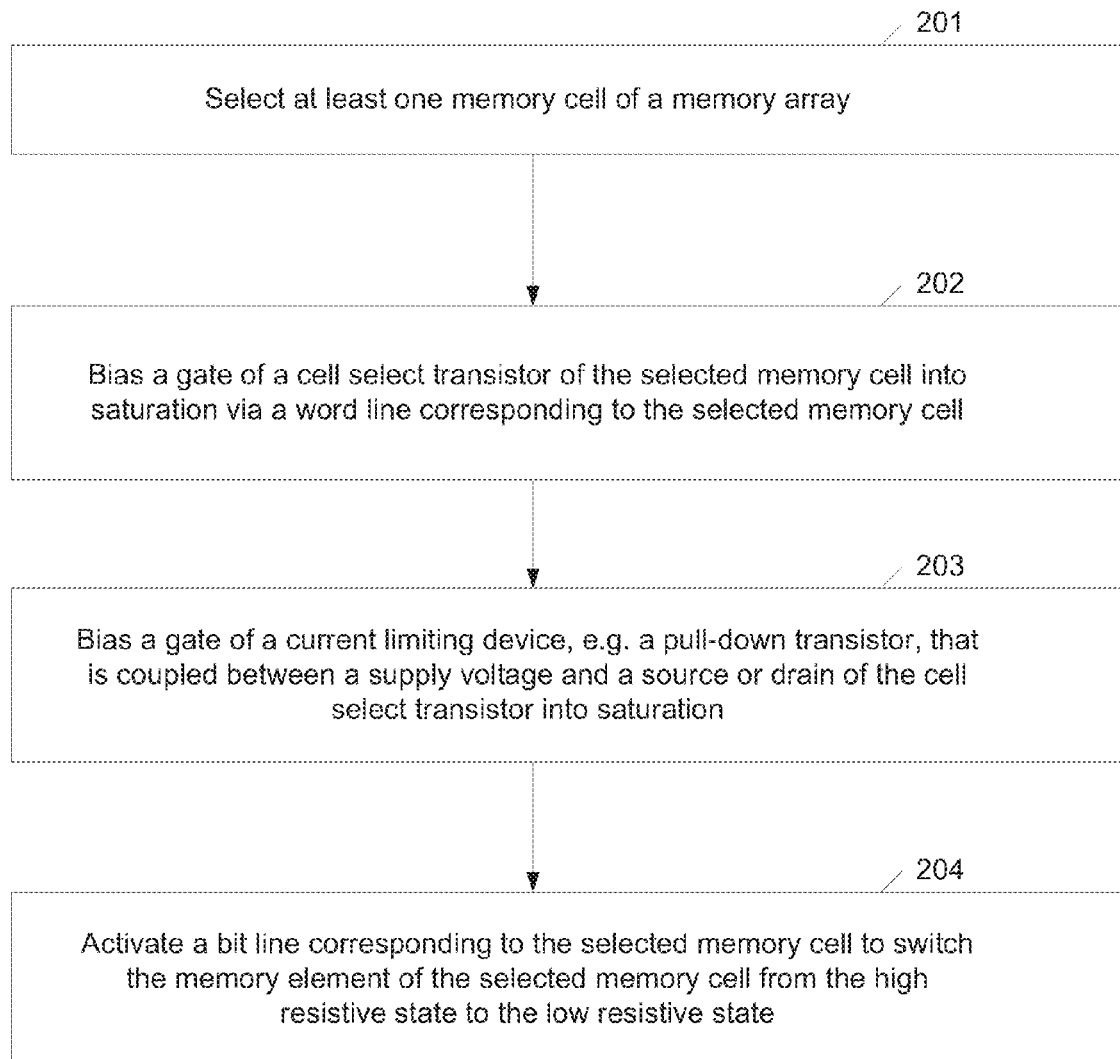 201
Select at least one memory cell of a memory array
202
Bias a gate of a cell select transistor of the selected memory cell into
saturation via a word line corresponding to the selected memory cell
203
Bias a gate of a current limiting device, e.g. a pull-down transistor, that
is coupled between a supply voltage and a source or drain of the cell
select transistor into saturation
204
Activate a bit line corresponding to the selected memory cell to switch
the memory element of the selected memory cell from the high
resistive state to the low resistive state